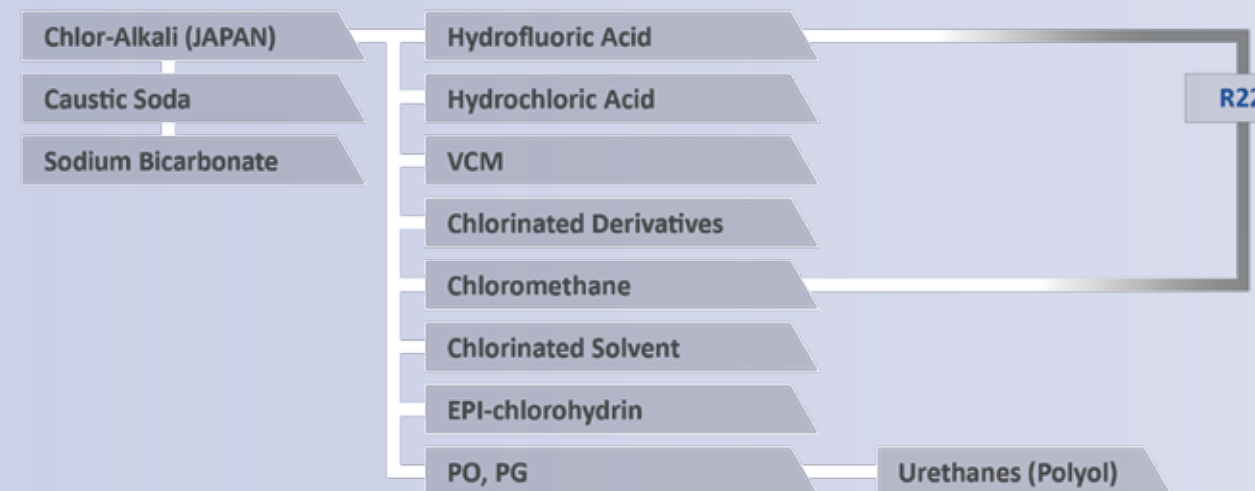 Chlor-Alkali (JAPAN)
Caustic Soda
Sodium Bicarbonate
Hydrofluoric Acid
Hydrochloric Acid
VCM
Chlorinated Derivatives
Chloromethane
Chlorinated Solvent
EPI-chlorohydrin
PO, PG
Urethanes (Polyol)
R22